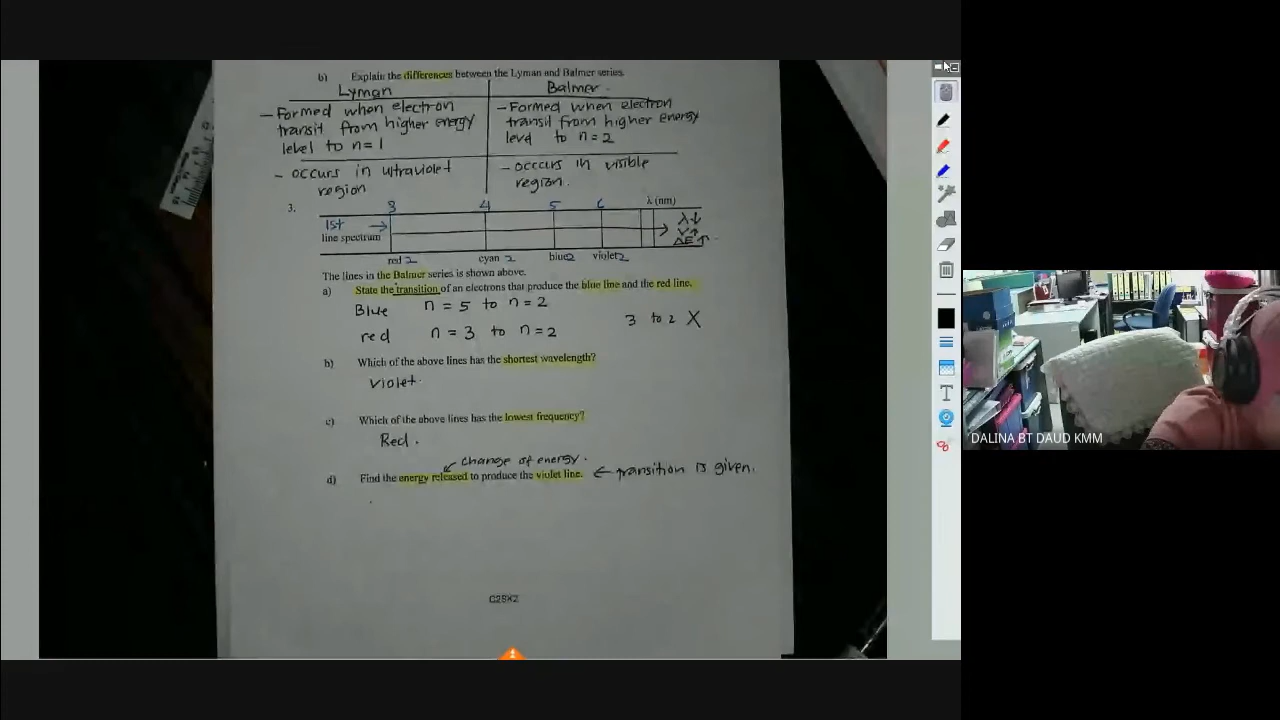 b) Explain the differences between the Lyman and Balmer series.
Lyman
Balmer.
- Formed when electron
transit from higher energy
level to n=1
- Formed when electron
transit from higher energy
level to n=2
- occurs in ultraviolet
region
- occurs in visible
region.
3.
3 4 5 6 λ (nm)
1st
line spectrum
λ↓
ν↑
ΔE↑
red 2 cyan 2 blue 2 violet 2
The lines in the Balmer series is shown above.
a) State the transition of an electrons that produce the blue line and the red line.
Blue n = 5 to n = 2
red n = 3 to n = 2
3 to 2 X
b) Which of the above lines has the shortest wavelength?
violet.
c) Which of the above lines has the lowest frequency?
Red.
change of energy.
d) Find the energy released to produce the violet line. ← transition is given.
DALINA BT DAUD KMM